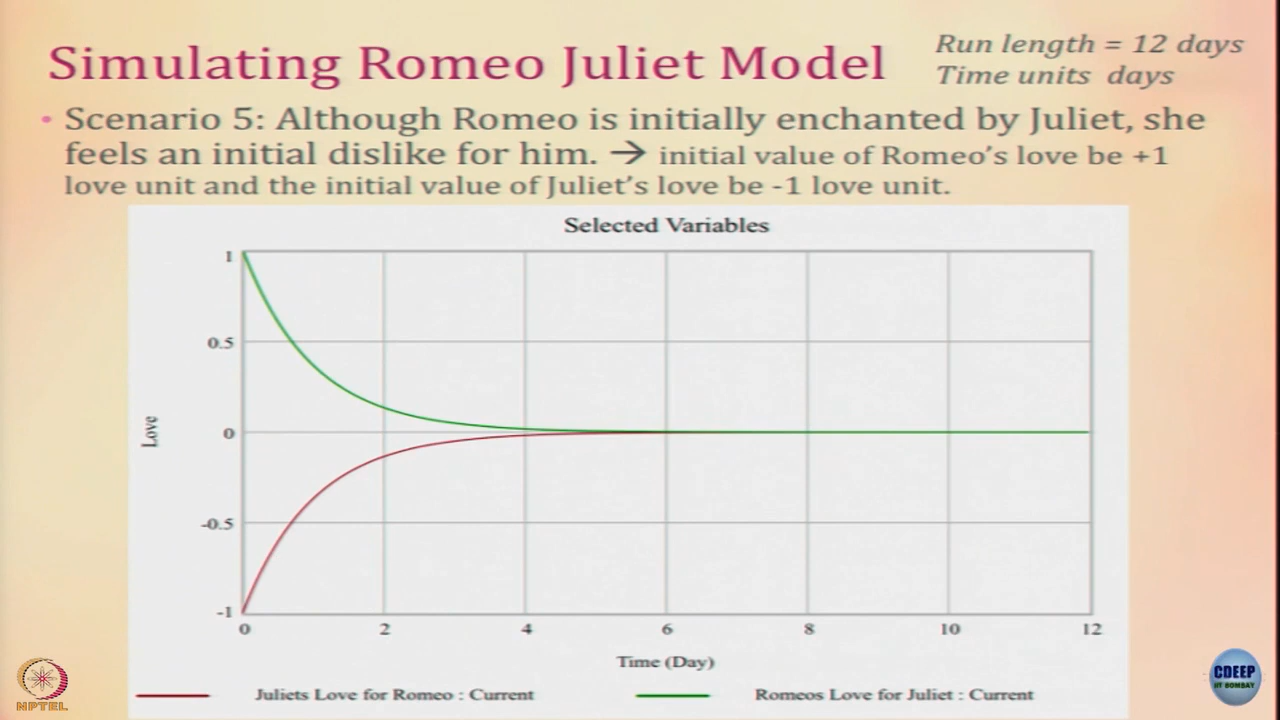 Simulating Romeo Juliet Model
Run length = 12 days
Time units days
• Scenario 5: Although Romeo is initially enchanted by Juliet, she
feels an initial dislike for him. → initial value of Romeo's love be +1
love unit and the initial value of Juliet's love be -1 love unit.
Selected Variables
1
0.5
0
-0.5
-1
Love
0 2 4 6 8 10 12
Time (Day)
Juliets Love for Romeo : Current
Romeos Love for Juliet : Current
NPTEL
CDEEP
IIT BOMBAY